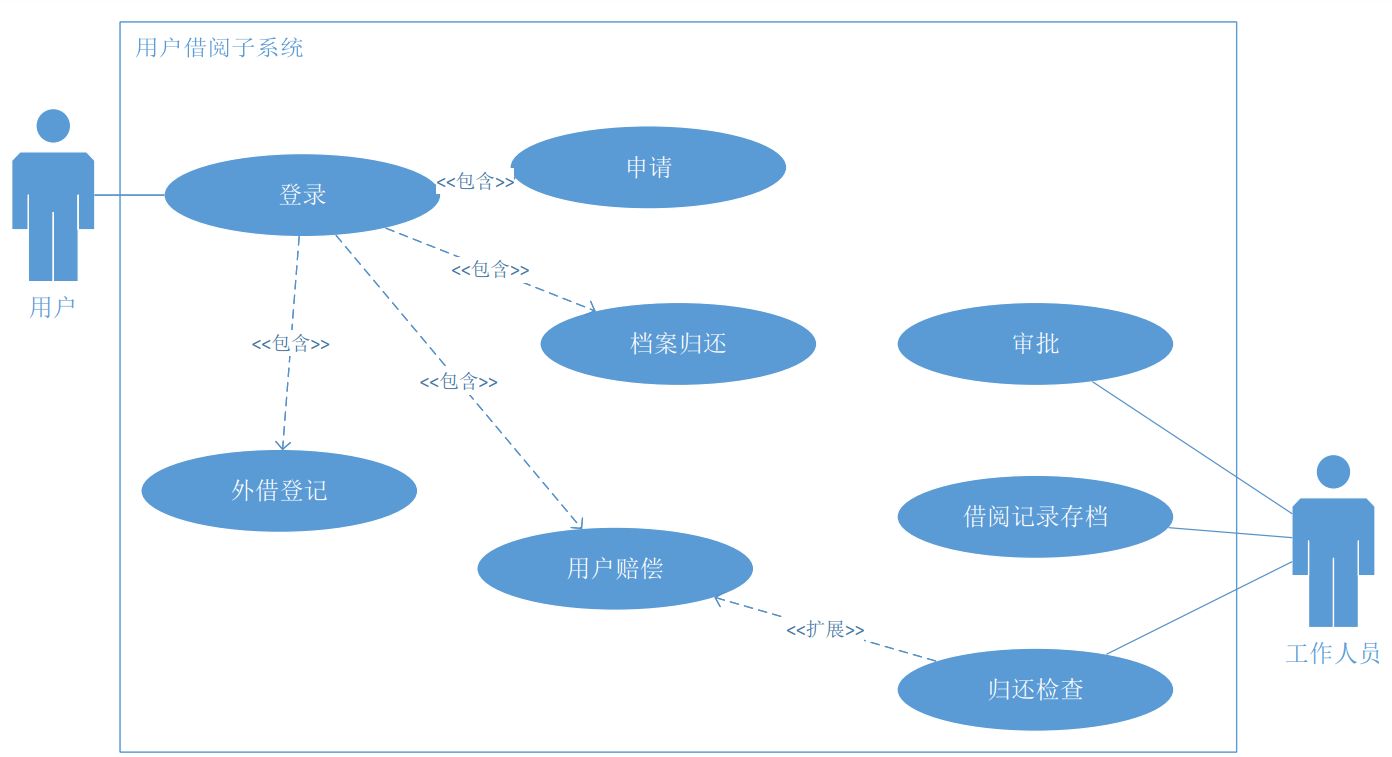 用户借阅子系统
申请
登录
<<包含>>
<<包含>>
用户
<<包含>>
档案归还
审批
<<包含>>
外借登记
借阅记录存档
用户赔偿
<<扩展>>
工作人员
归还检查